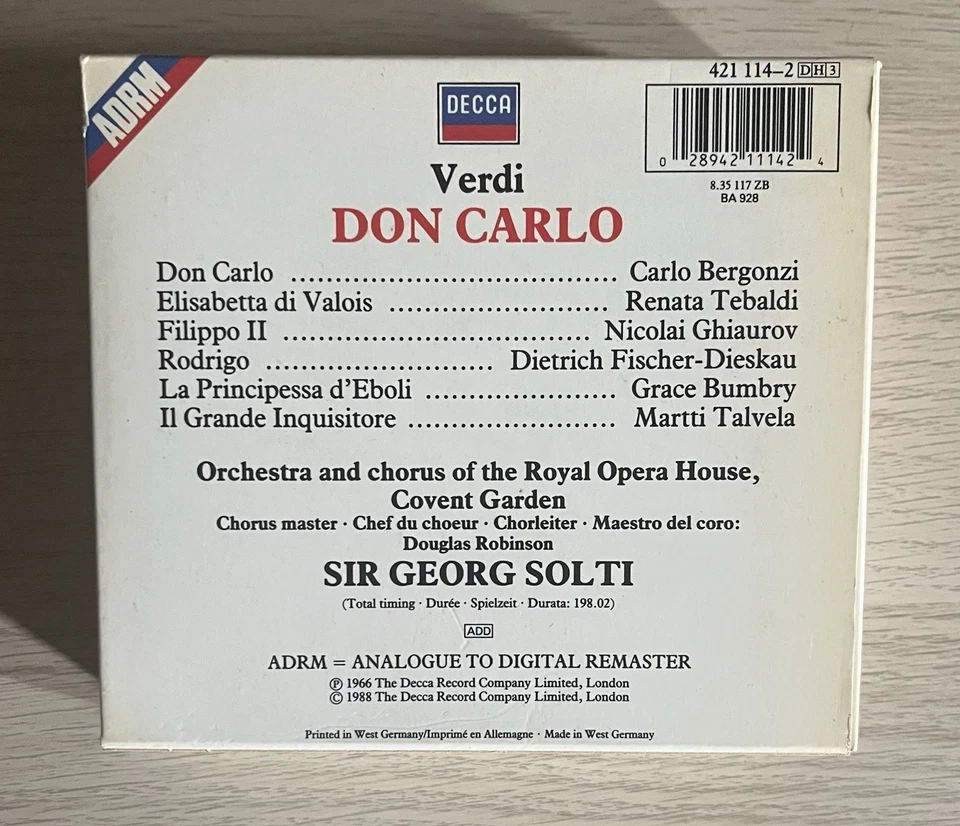 ADRM
421 114–2 DH3
DECCA
0 28942 11142 4
8.35 117 ZB
BA 928
Verdi
DON CARLO
Don Carlo ........................................ Carlo Bergonzi
Elisabetta di Valois ........................... Renata Tebaldi
Filippo II ...................................... Nicolai Ghiaurov
Rodrigo ............................ Dietrich Fischer-Dieskau
La Principessa d'Eboli ........................ Grace Bumbry
Il Grande Inquisitore .......................... Martti Talvela
Orchestra and chorus of the Royal Opera House,
Covent Garden
Chorus master · Chef du choeur · Chorleiter · Maestro del coro:
Douglas Robinson
SIR GEORG SOLTI
(Total timing · Durée · Spielzeit · Durata: 198.02)
ADD
ADRM = ANALOGUE TO DIGITAL REMASTER
℗ 1966 The Decca Record Company Limited, London
© 1988 The Decca Record Company Limited, London
Printed in West Germany/Imprimé en Allemagne · Made in West Germany